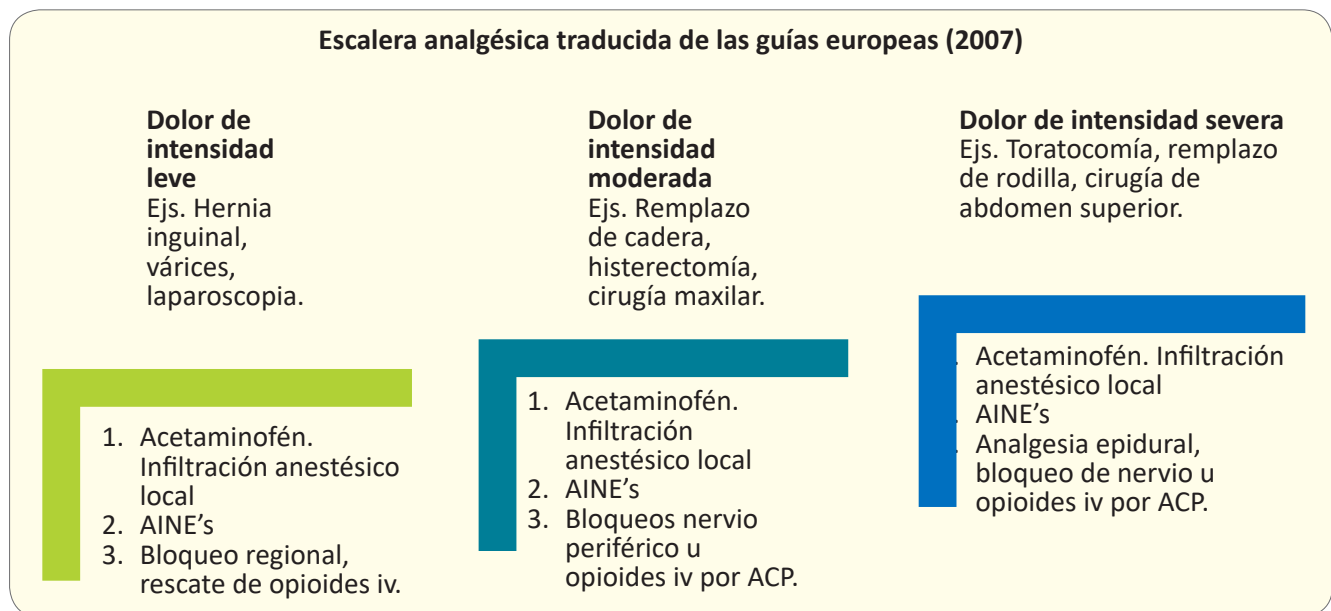 Escalera analgésica traducida de las guías europeas (2007)
Dolor de
intensidad
leve
Ejs. Hernia
inguinal,
várices,
laparoscopia.
1. Acetaminofén.
Infiltración anestésico
local
2. AINE’s
3. Bloqueo regional,
rescate de opioides iv.
Dolor de
intensidad
moderada
Ejs. Remplazo
de cadera,
histerectomía,
cirugía maxilar.
1. Acetaminofén.
Infiltración
anestésico local
2. AINE’s
3. Bloqueos nervio
periférico u
opioides iv por ACP.
Dolor de intensidad severa
Ejs. Toratocomía, remplazo
de rodilla, cirugía de
abdomen superior.
Acetaminofén. Infiltración
anestésico local
AINE’s
Analgesia epidural,
bloqueo de nervio u
opioides iv por ACP.